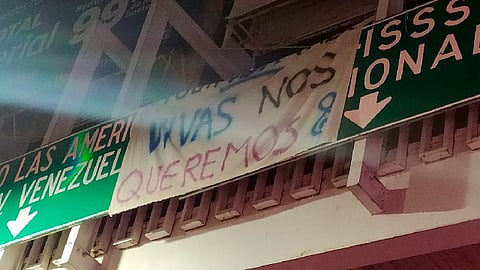 99
VIVAS NOS
QUEREMOS
O LAS AMERI
Y VENEZUEL
ISSS
IONAL